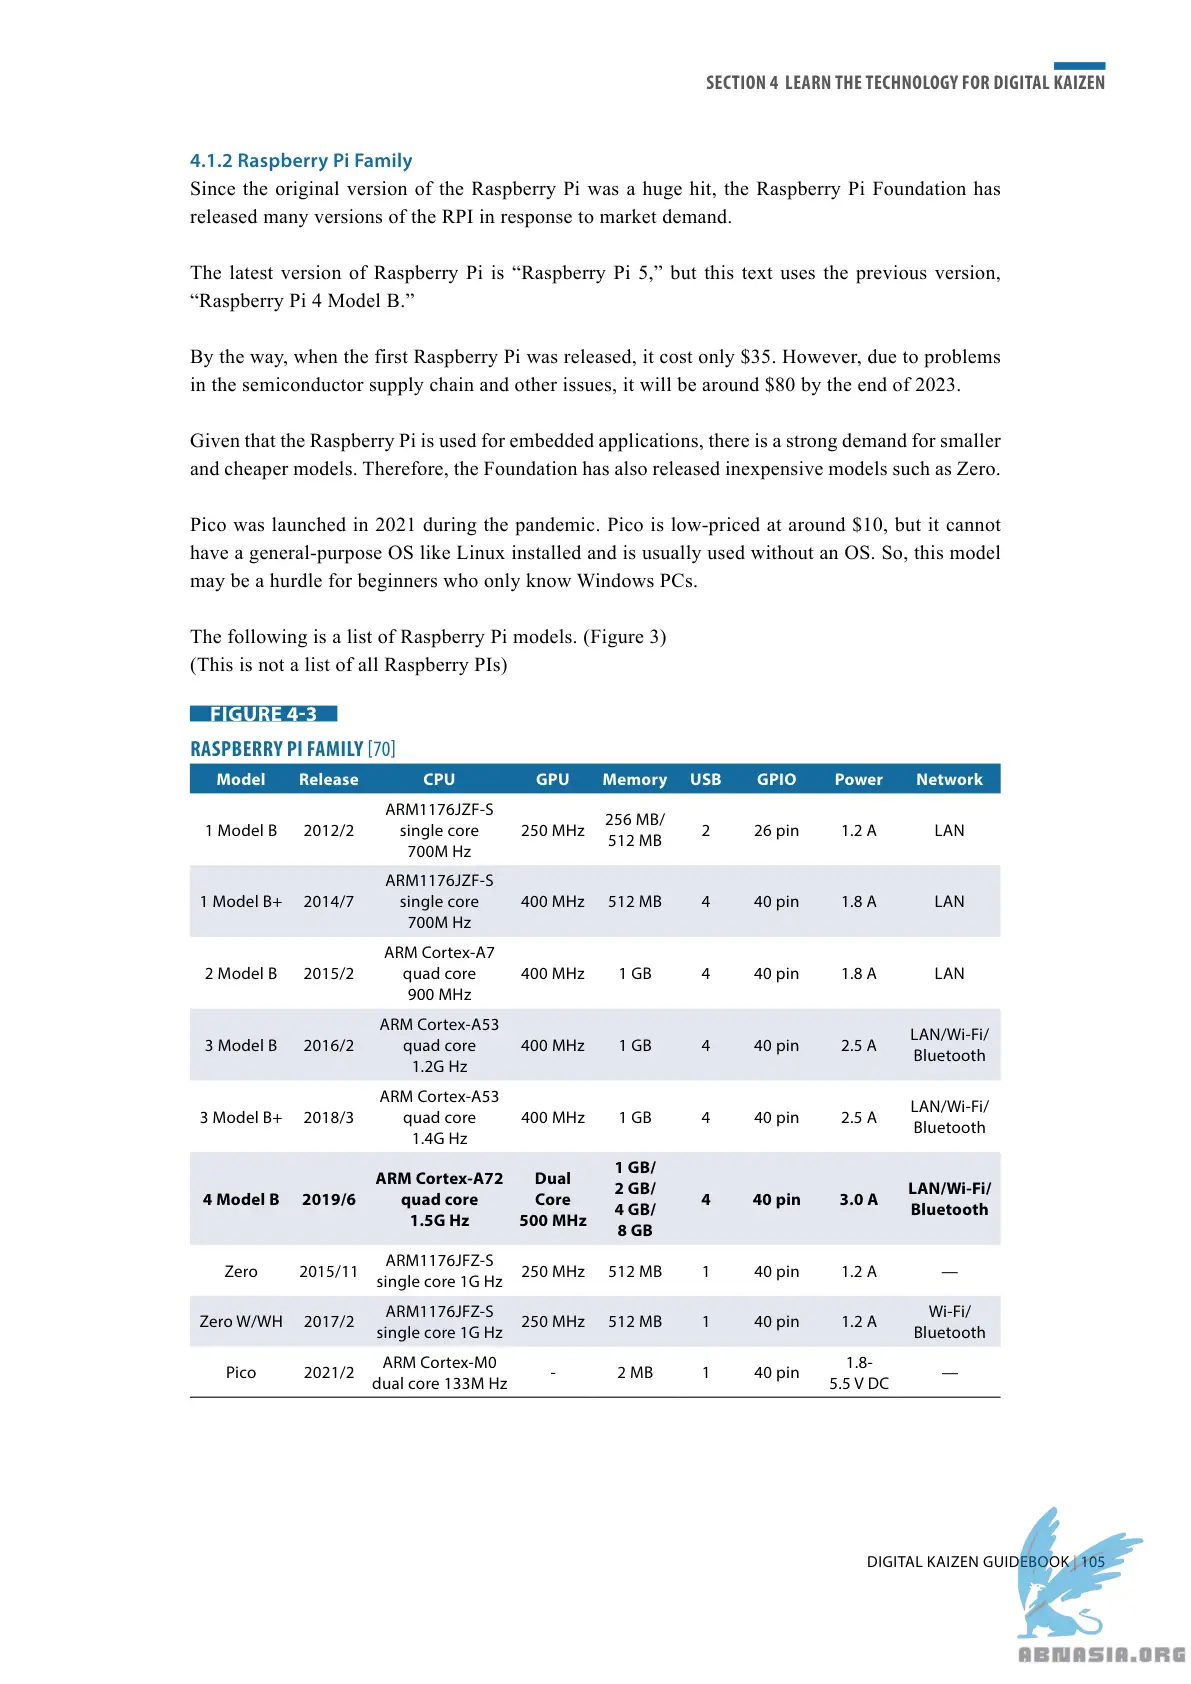 SECTION 4 LEARN THE TECHNOLOGY FOR DIGITAL KAIZEN
4.1.2 Raspberry Pi Family
Since the original version of the Raspberry Pi was a huge hit, the Raspberry Pi Foundation has
released many versions of the RPI in response to market demand.
The latest version of Raspberry Pi is “Raspberry Pi 5,” but this text uses the previous version,
“Raspberry Pi 4 Model B.”
By the way, when the first Raspberry Pi was released, it cost only $35. However, due to problems
in the semiconductor supply chain and other issues, it will be around $80 by the end of 2023.
Given that the Raspberry Pi is used for embedded applications, there is a strong demand for smaller
and cheaper models. Therefore, the Foundation has also released inexpensive models such as Zero.
Pico was launched in 2021 during the pandemic. Pico is low-priced at around $10, but it cannot
have a general-purpose OS like Linux installed and is usually used without an OS. So, this model
may be a hurdle for beginners who only know Windows PCs.
The following is a list of Raspberry Pi models. (Figure 3)
(This is not a list of all Raspberry PIs)
FIGURE 4-3
RASPBERRY PI FAMILY [70]
Model Release CPU GPU Memory USB GPIO Power Network
1 Model B 2012/2 ARM1176JZF-S single core 700M Hz 250 MHz 256 MB/ 512 MB 2 26 pin 1.2 A LAN
1 Model B+ 2014/7 ARM1176JZF-S single core 700M Hz 400 MHz 512 MB 4 40 pin 1.8 A LAN
2 Model B 2015/2 ARM Cortex-A7 quad core 900 MHz 400 MHz 1 GB 4 40 pin 1.8 A LAN
3 Model B 2016/2 ARM Cortex-A53 quad core 1.2G Hz 400 MHz 1 GB 4 40 pin 2.5 A LAN/Wi-Fi/ Bluetooth
3 Model B+ 2018/3 ARM Cortex-A53 quad core 1.4G Hz 400 MHz 1 GB 4 40 pin 2.5 A LAN/Wi-Fi/ Bluetooth
4 Model B 2019/6 ARM Cortex-A72 quad core 1.5G Hz Dual Core 500 MHz 1 GB/ 2 GB/ 4 GB/ 8 GB 4 40 pin 3.0 A LAN/Wi-Fi/ Bluetooth
Zero 2015/11 ARM1176JFZ-S single core 1G Hz 250 MHz 512 MB 1 40 pin 1.2 A —
Zero W/WH 2017/2 ARM1176JFZ-S single core 1G Hz 250 MHz 512 MB 1 40 pin 1.2 A Wi-Fi/ Bluetooth
Pico 2021/2 ARM Cortex-M0 dual core 133M Hz - 2 MB 1 40 pin 1.8- 5.5 V DC —
DIGITAL KAIZEN GUIDEBOOK | 105
ABNASIA.ORG